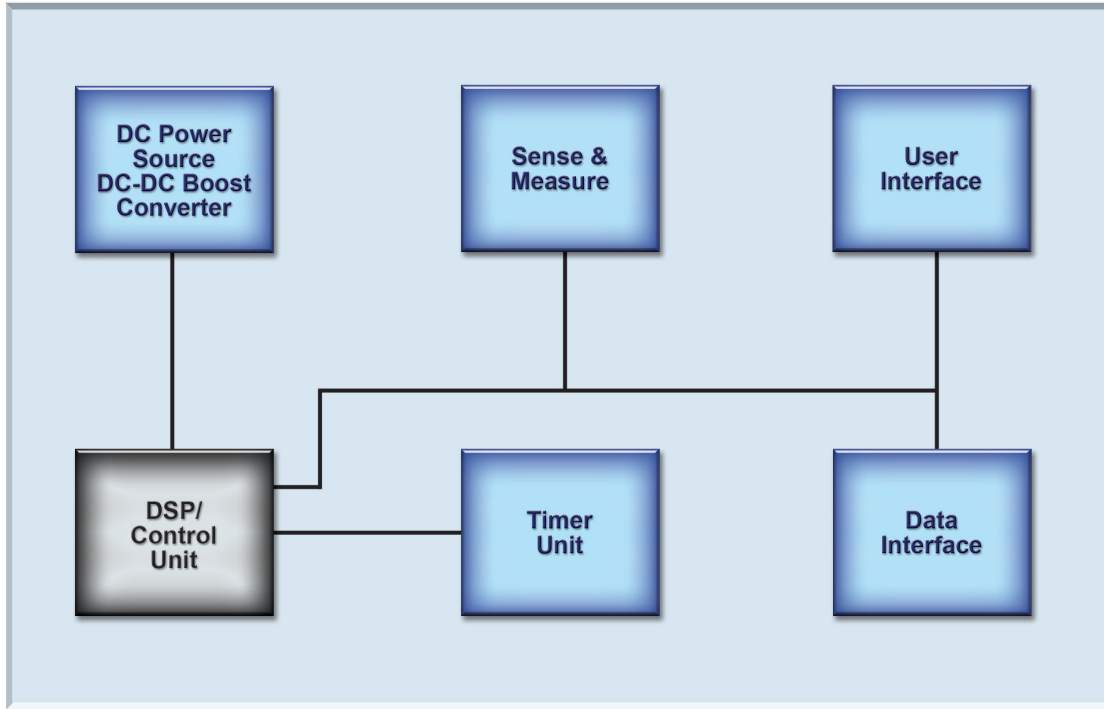 DC Power
Source
DC-DC Boost
Converter
Sense &
Measure
User
Interface
DSP/
Control
Unit
Timer
Unit
Data
Interface